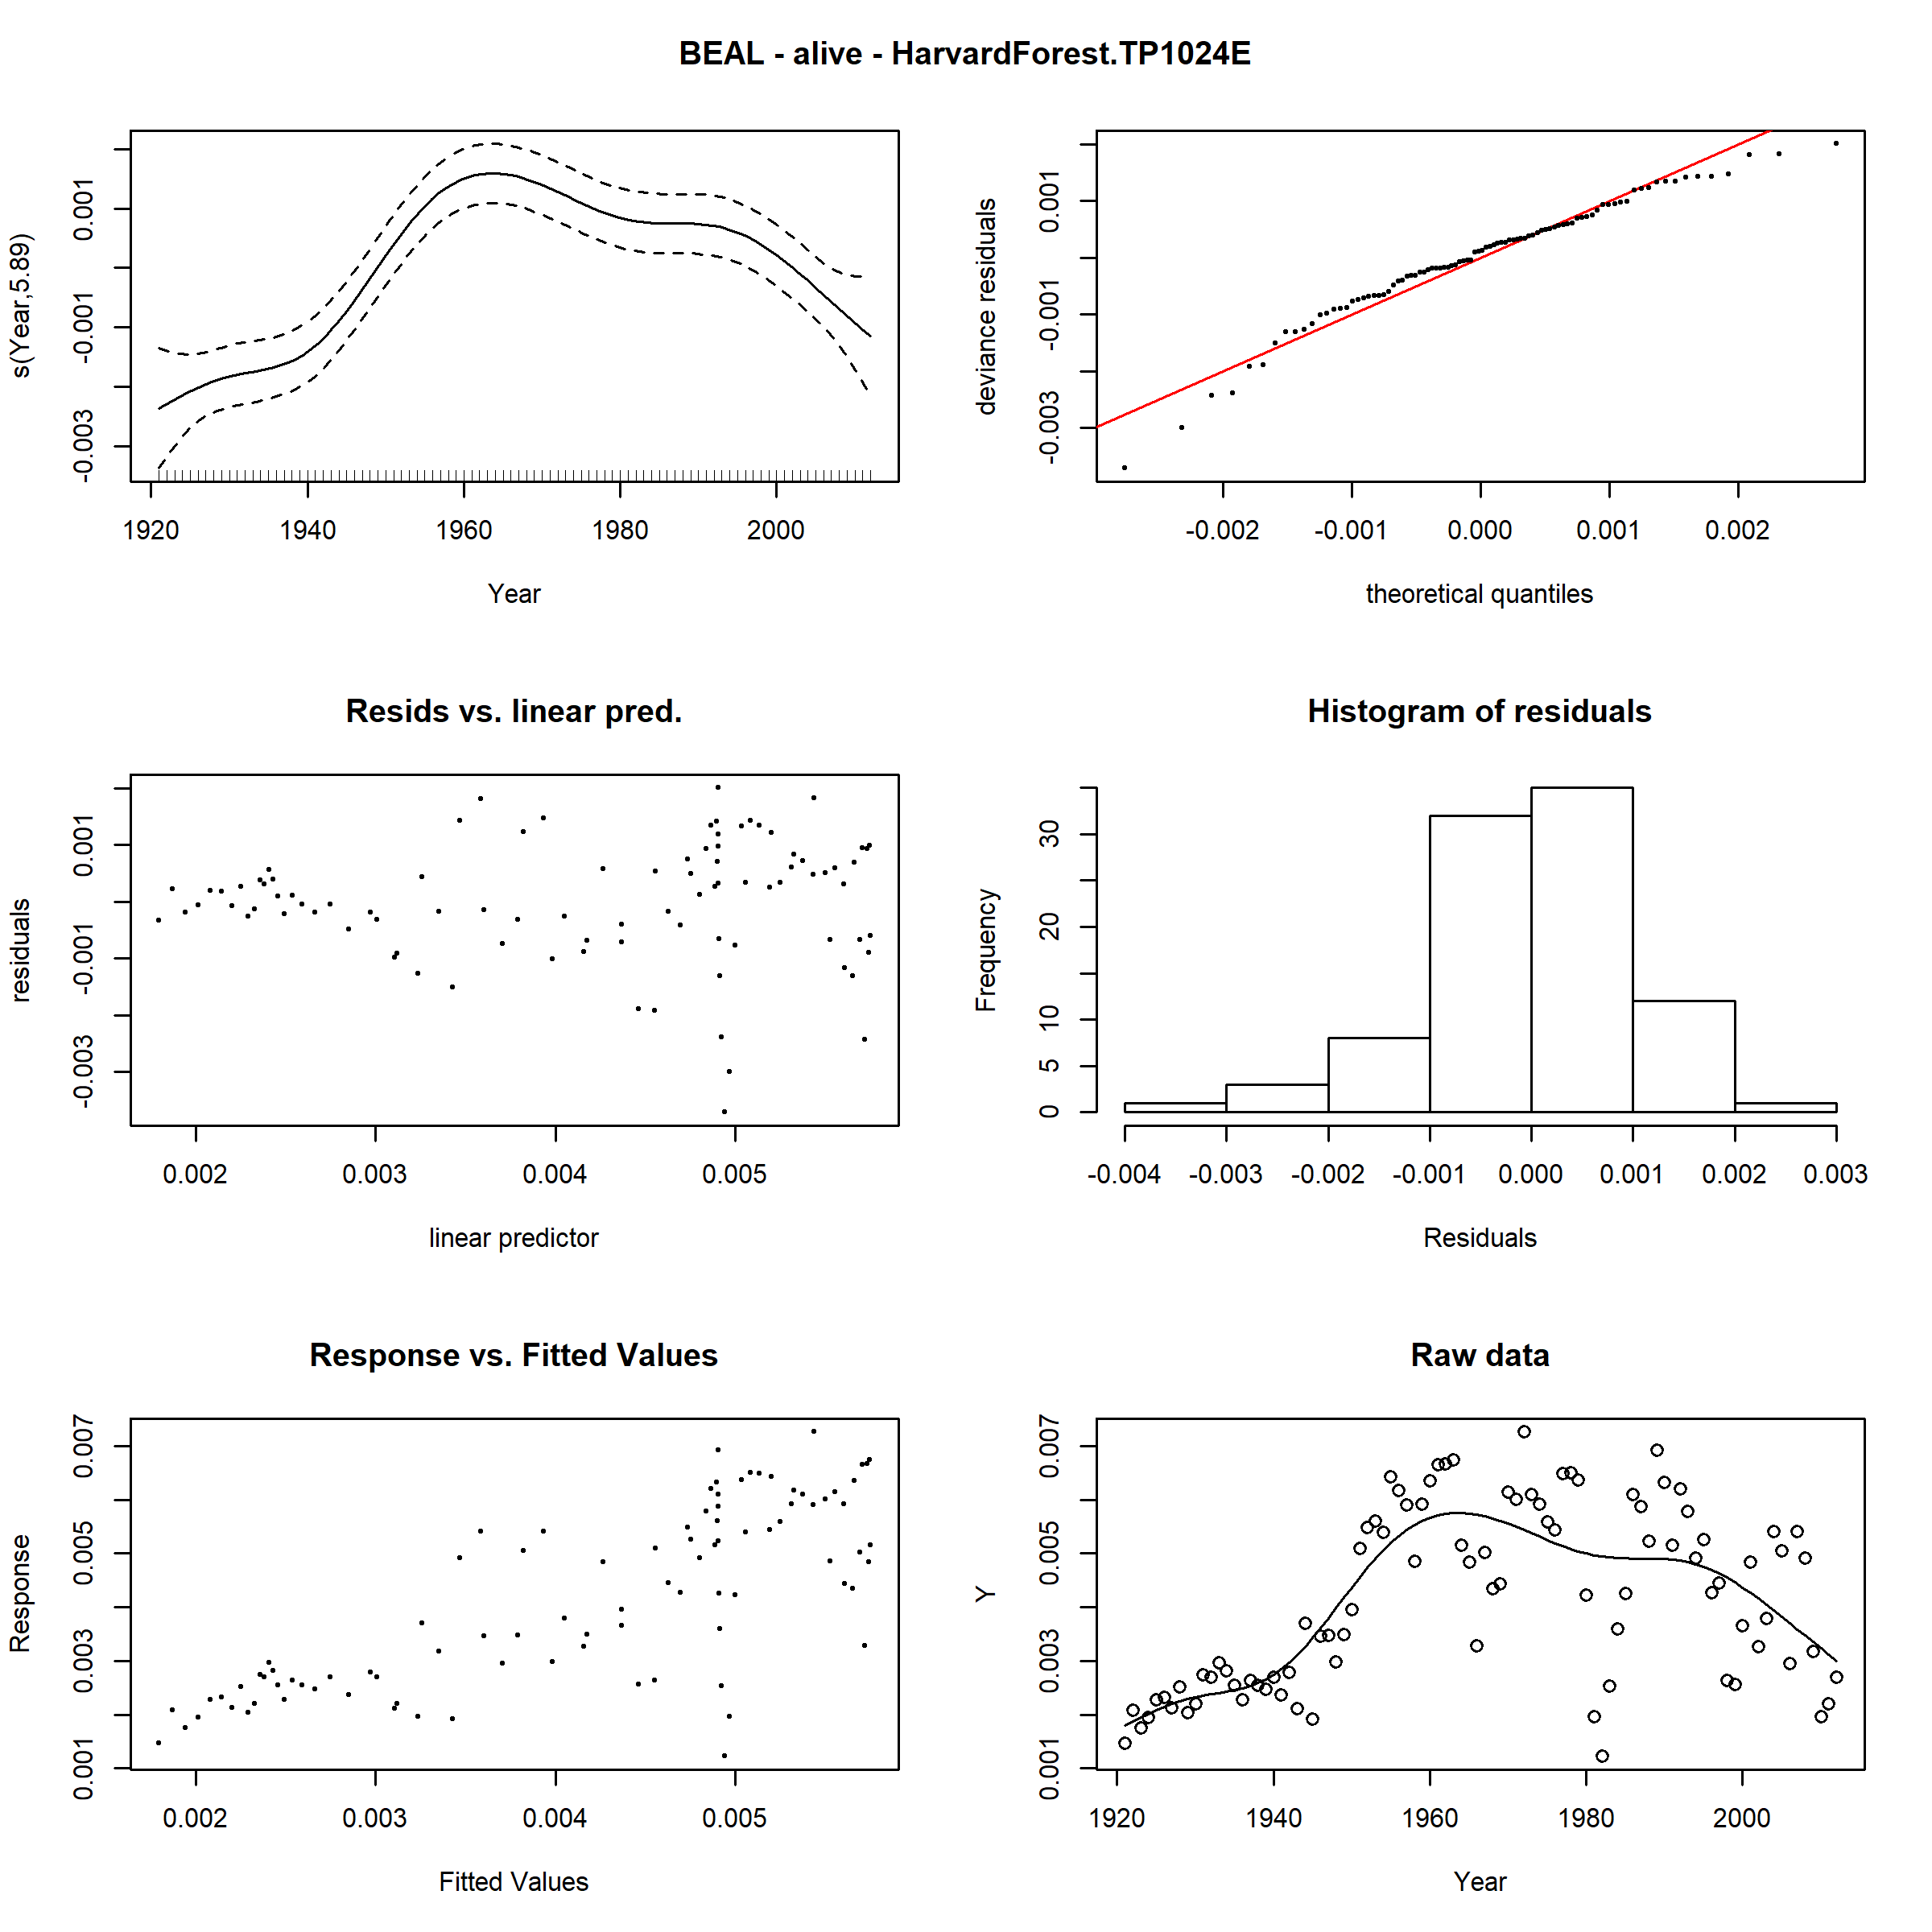 BEAL - alive - HarvardForest.TP1024E
s(Year,5.89)
0.001
-0.001
-0.003
1920 1940 1960 1980 2000
Year
deviance residuals
0.001
-0.001
-0.003
-0.002 -0.001 0.000 0.001 0.002
theoretical quantiles
Resids vs. linear pred.
residuals
0.001
-0.001
-0.003
0.002 0.003 0.004 0.005
linear predictor
Histogram of residuals
Frequency
30
20
10
5
0
-0.004 -0.003 -0.002 -0.001 0.000 0.001 0.002 0.003
Residuals
Response vs. Fitted Values
Response
0.007
0.005
0.003
0.001
0.002 0.003 0.004 0.005
Fitted Values
Raw data
Y
0.007
0.005
0.003
0.001
1920 1940 1960 1980 2000
Year